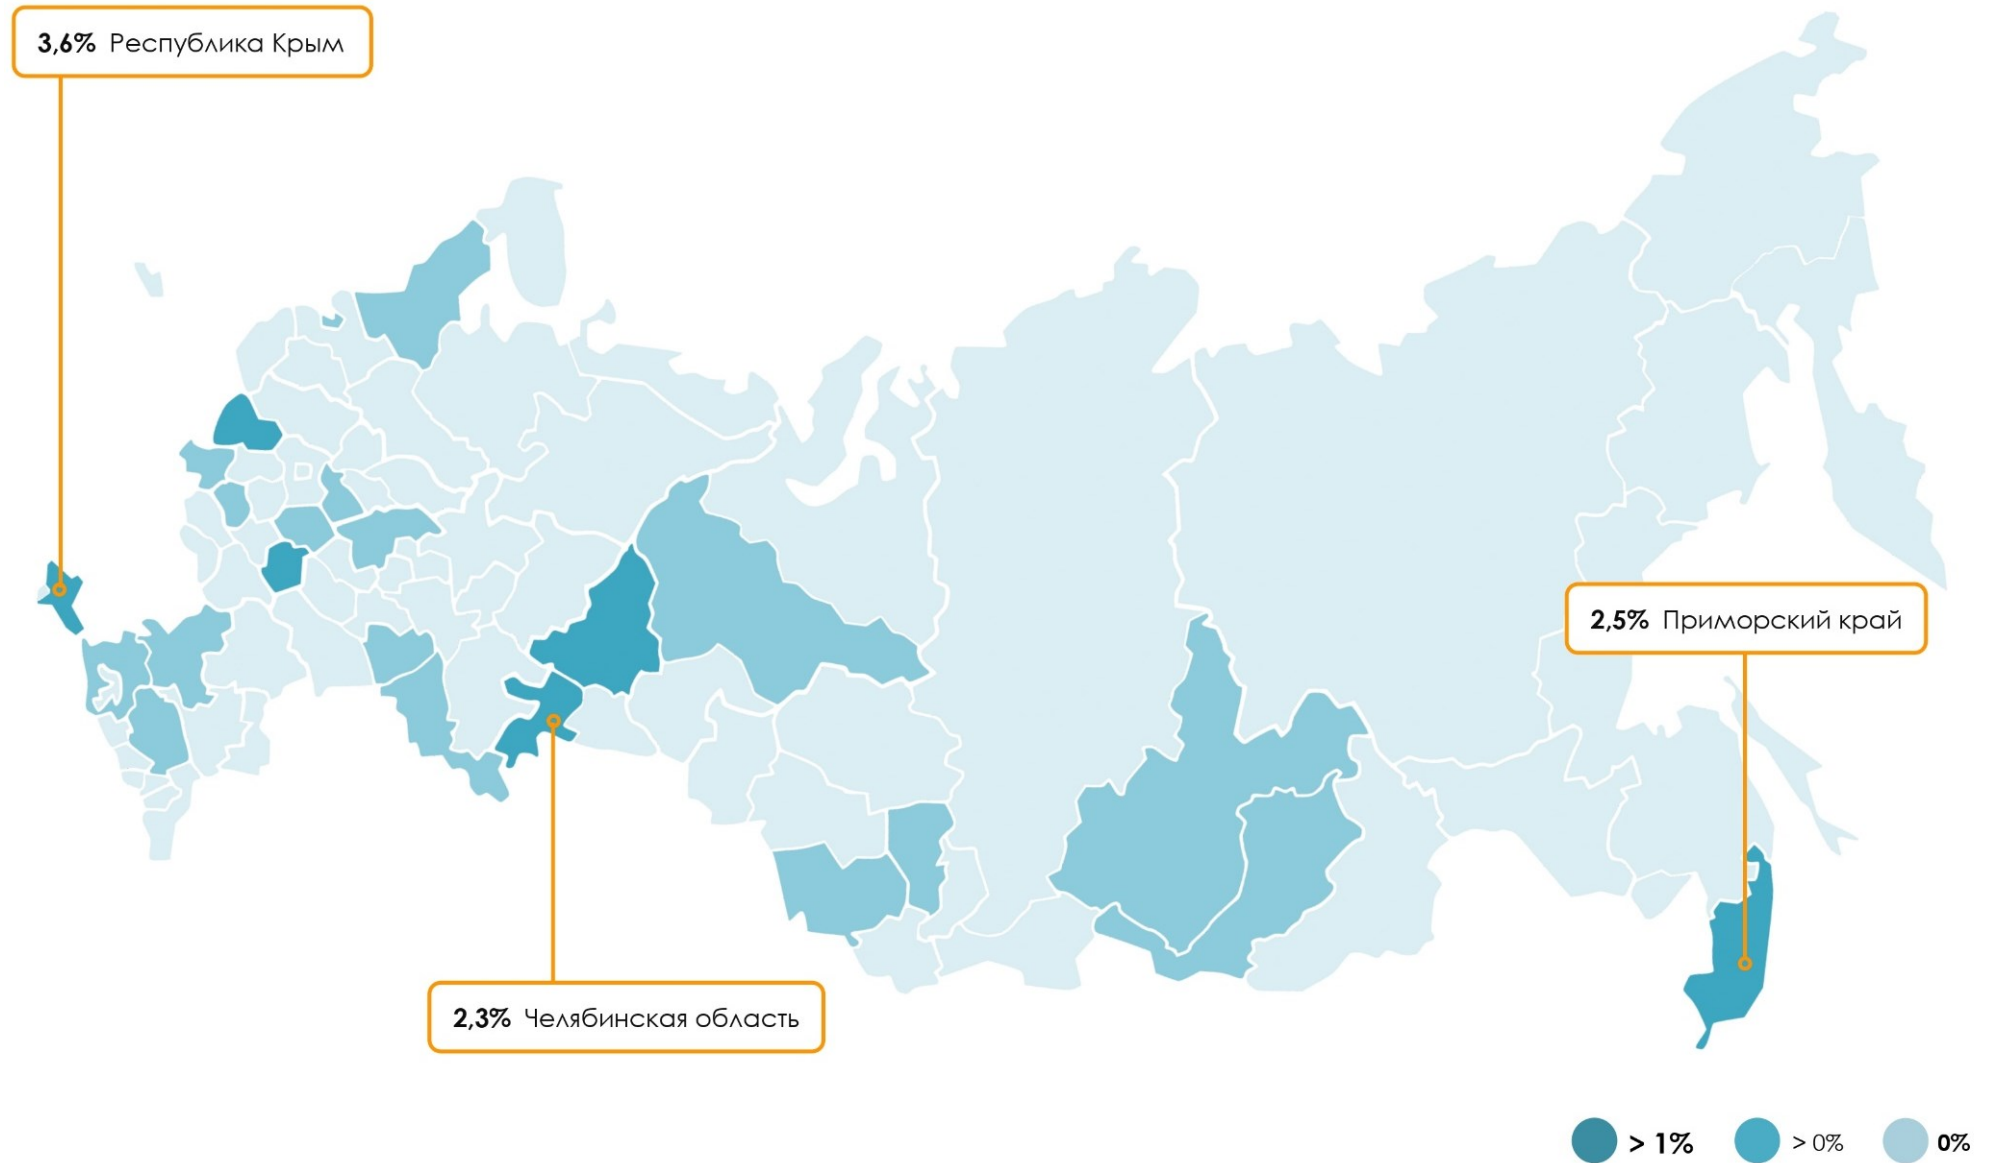 3,6% Республика Крым
2,5% Приморский край
2,3% Челябинская область
> 1% > 0% 0%